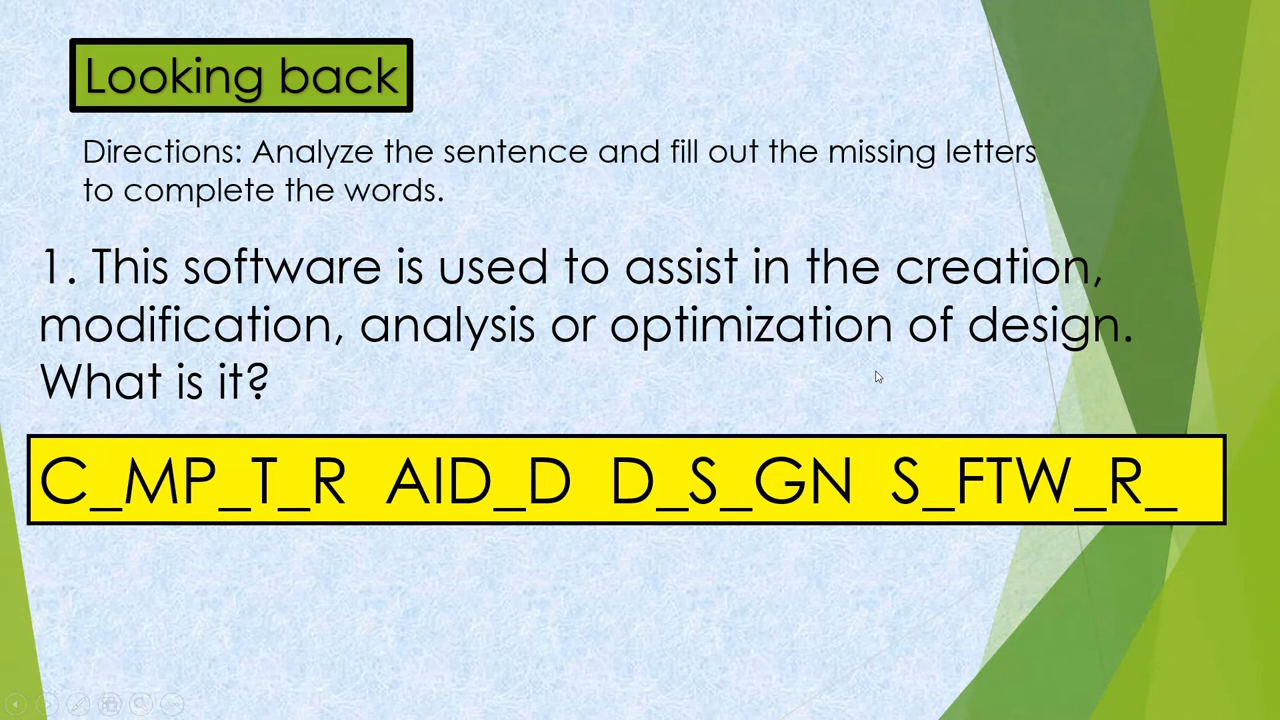 Looking back
Directions: Analyze the sentence and fill out the missing letters
to complete the words.
1. This software is used to assist in the creation,
modification, analysis or optimization of design.
What is it?
C_MP_T_R AID_D D_S_GN S_FTW_R_